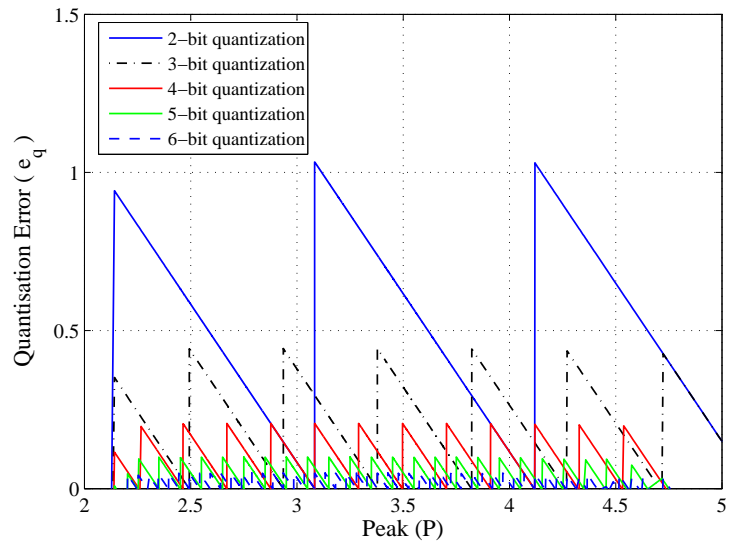 1.5
1
0.5
0
2−bit quantization
3−bit quantization
4−bit quantization
5−bit quantization
6−bit quantization
Quantisation Error ( e_q )
2 2.5 3 3.5 4 4.5 5
Peak (P)